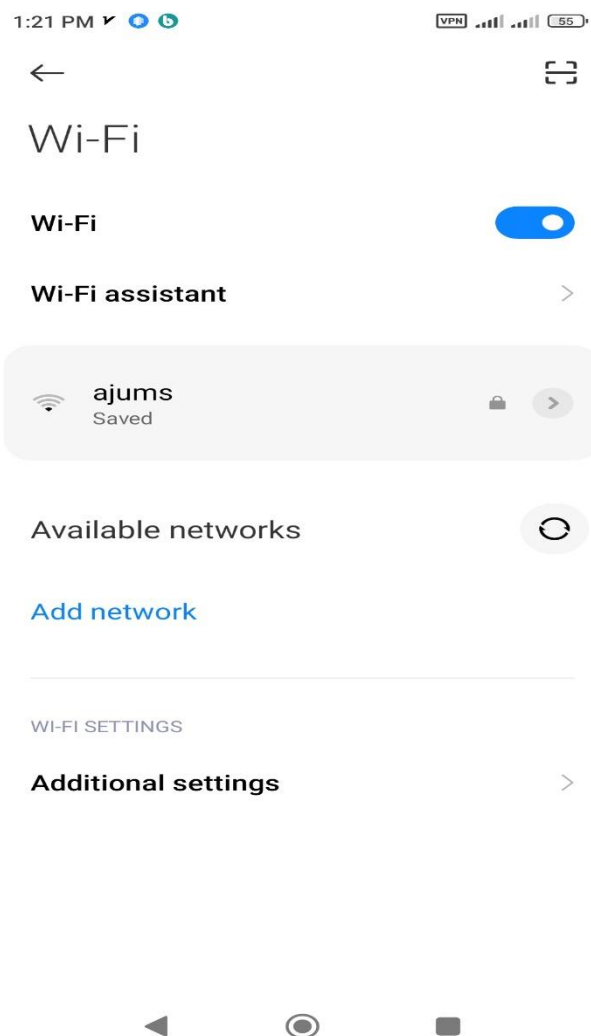 1:21 PM VPN 55
Wi-Fi
Wi-Fi
Wi-Fi assistant
ajums
Saved
Available networks
Add network
WI-FI SETTINGS
Additional settings